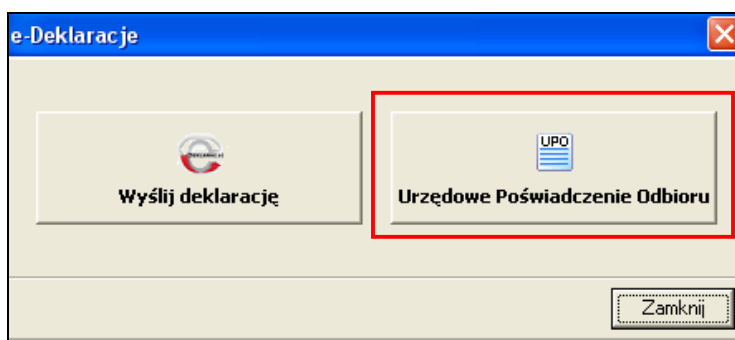 e-Deklaracje
UPO
Wyślij deklarację
Urzędowe Poświadczenie Odbioru
Zamknij